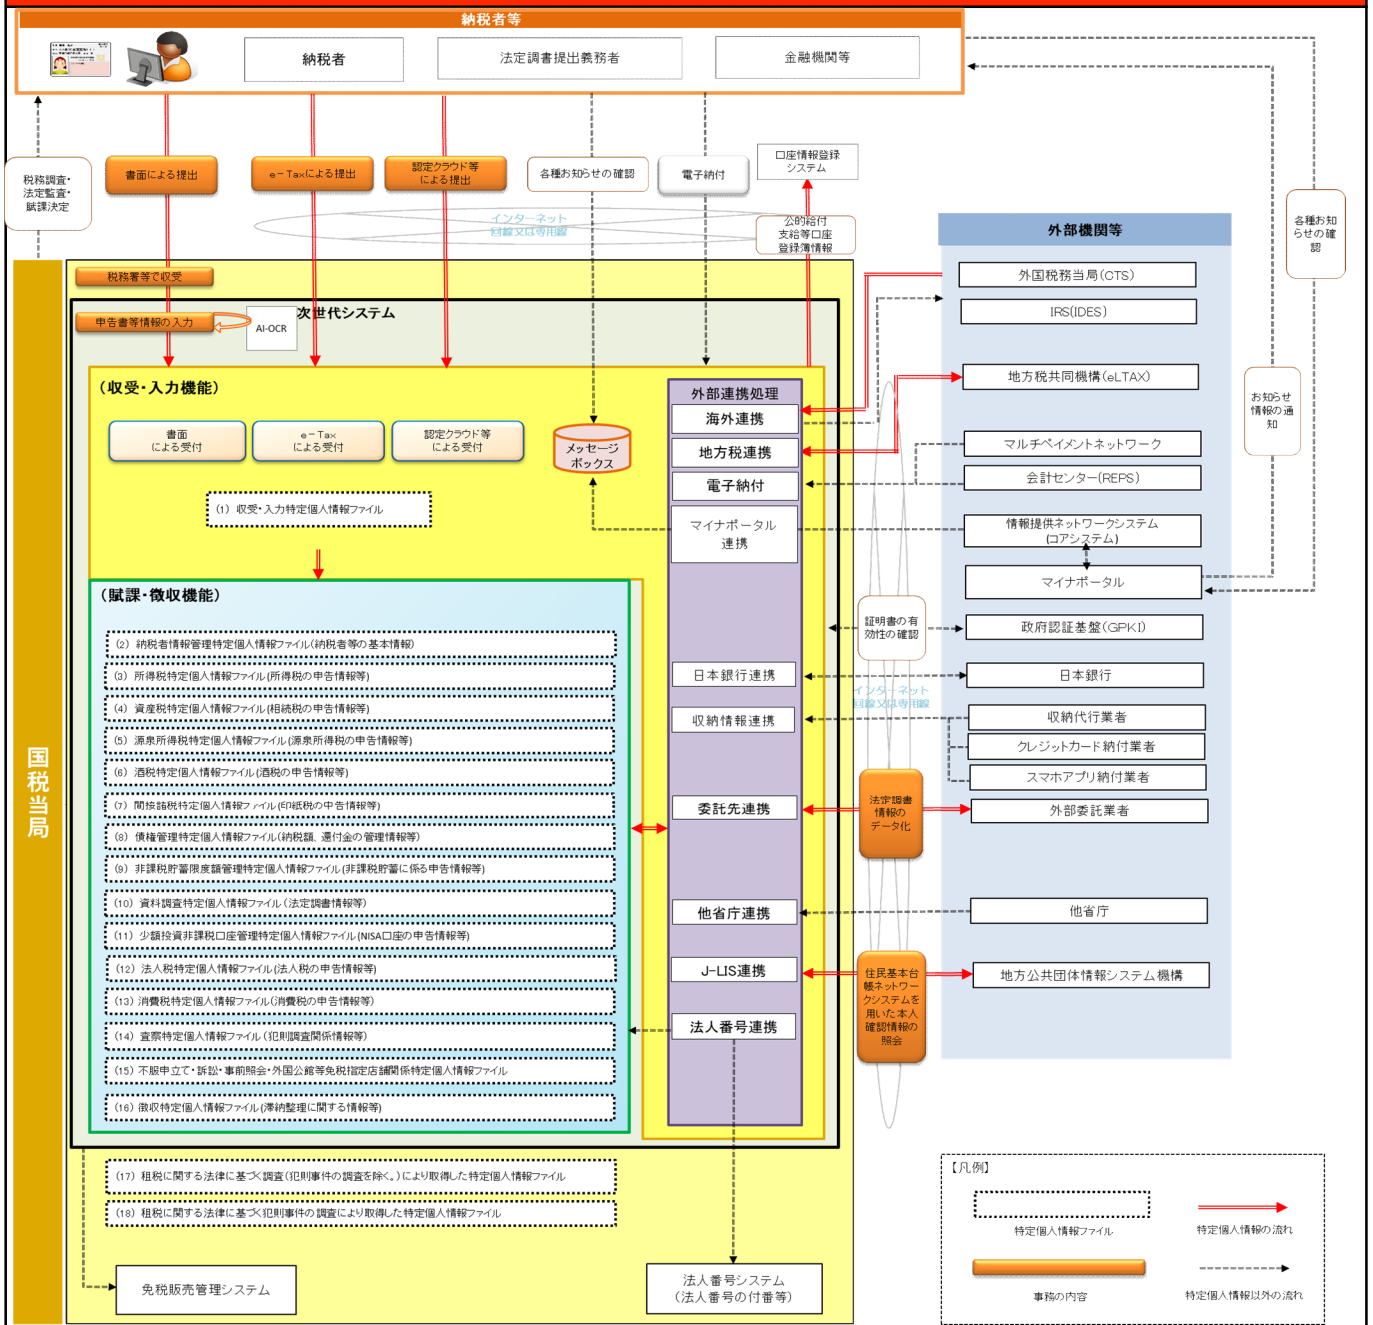 納税者等
納税者
法定調書提出義務者
金融機関等
税務調査・
法定監査・
賦課決定
書面による提出
e-Taxによる提出
認定クラウド等
による提出
各種お知らせの確認
電子納付
口座情報登録
システム
インターネット
回線又は専用線
公的給付
支給等口座
登録簿情報
外部機関等
各種お知
らせの確
認
国税当局
税務署等で収受
申告書等情報の入力
AI-OCR
次世代システム
外国税務当局(CTS)
IRS(IDES)
(収受・入力機能)
外部連携処理
海外連携
地方税共同機構(eLTAX)
お知らせ
情報の通
知
書面
による受付
e-Tax
による受付
認定クラウド等
による受付
メッセージ
ボックス
地方税連携
マルチペイメントネットワーク
電子納付
会計センター(REPS)
(1) 収受・入力特定個人情報ファイル
マイナポータル
連携
情報提供ネットワークシステム
(コアシステム)
マイナポータル
(賦課・徴収機能)
証明書の有
効性の確認
政府認証基盤(GPKI)
(2) 納税者情報管理特定個人情報ファイル(納税者等の基本情報)
(3) 所得税特定個人情報ファイル(所得税の申告情報等)
日本銀行連携
日本銀行
(4) 資産税特定個人情報ファイル(相続税の申告情報等)
インターネット
回線又は専用線
収納情報連携
収納代行業者
(5) 源泉所得税特定個人情報ファイル(源泉所得税の申告情報等)
クレジットカード納付業者
(6) 酒税特定個人情報ファイル(酒税の申告情報等)
スマホアプリ納付業者
(7) 間接諸税特定個人情報ファイル(印紙税の申告情報等)
委託先連携
法定調書
情報の
データ化
外部委託業者
(8) 債権管理特定個人情報ファイル(納税額、還付金の管理情報等)
(9) 非課税貯蓄限度額管理特定個人情報ファイル(非課税貯蓄に係る申告情報等)
(10) 資料調査特定個人情報ファイル(法定調書情報等)
他省庁連携
他省庁
(11) 少額投資非課税口座管理特定個人情報ファイル(NISA口座の申告情報等)
(12) 法人税特定個人情報ファイル(法人税の申告情報等)
J-LIS連携
住民基本台
帳ネットワー
クシステムを
用いた本人
確認情報の
照会
地方公共団体情報システム機構
(13) 消費税特定個人情報ファイル(消費税の申告情報等)
(14) 査察特定個人情報ファイル(犯則調査関係情報等)
法人番号連携
(15) 不服申立て・訴訟・事前照会・外国公館等免税指定店舗関係特定個人情報ファイル
(16) 徴収特定個人情報ファイル(滞納整理に関する情報等)
(17) 租税に関する法律に基づく調査(犯則事件の調査を除く。)により取得した特定個人情報ファイル
(18) 租税に関する法律に基づく犯則事件の調査により取得した特定個人情報ファイル
免税販売管理システム
法人番号システム
(法人番号の付番等)
【凡例】
特定個人情報ファイル
特定個人情報の流れ
事務の内容
特定個人情報以外の流れ